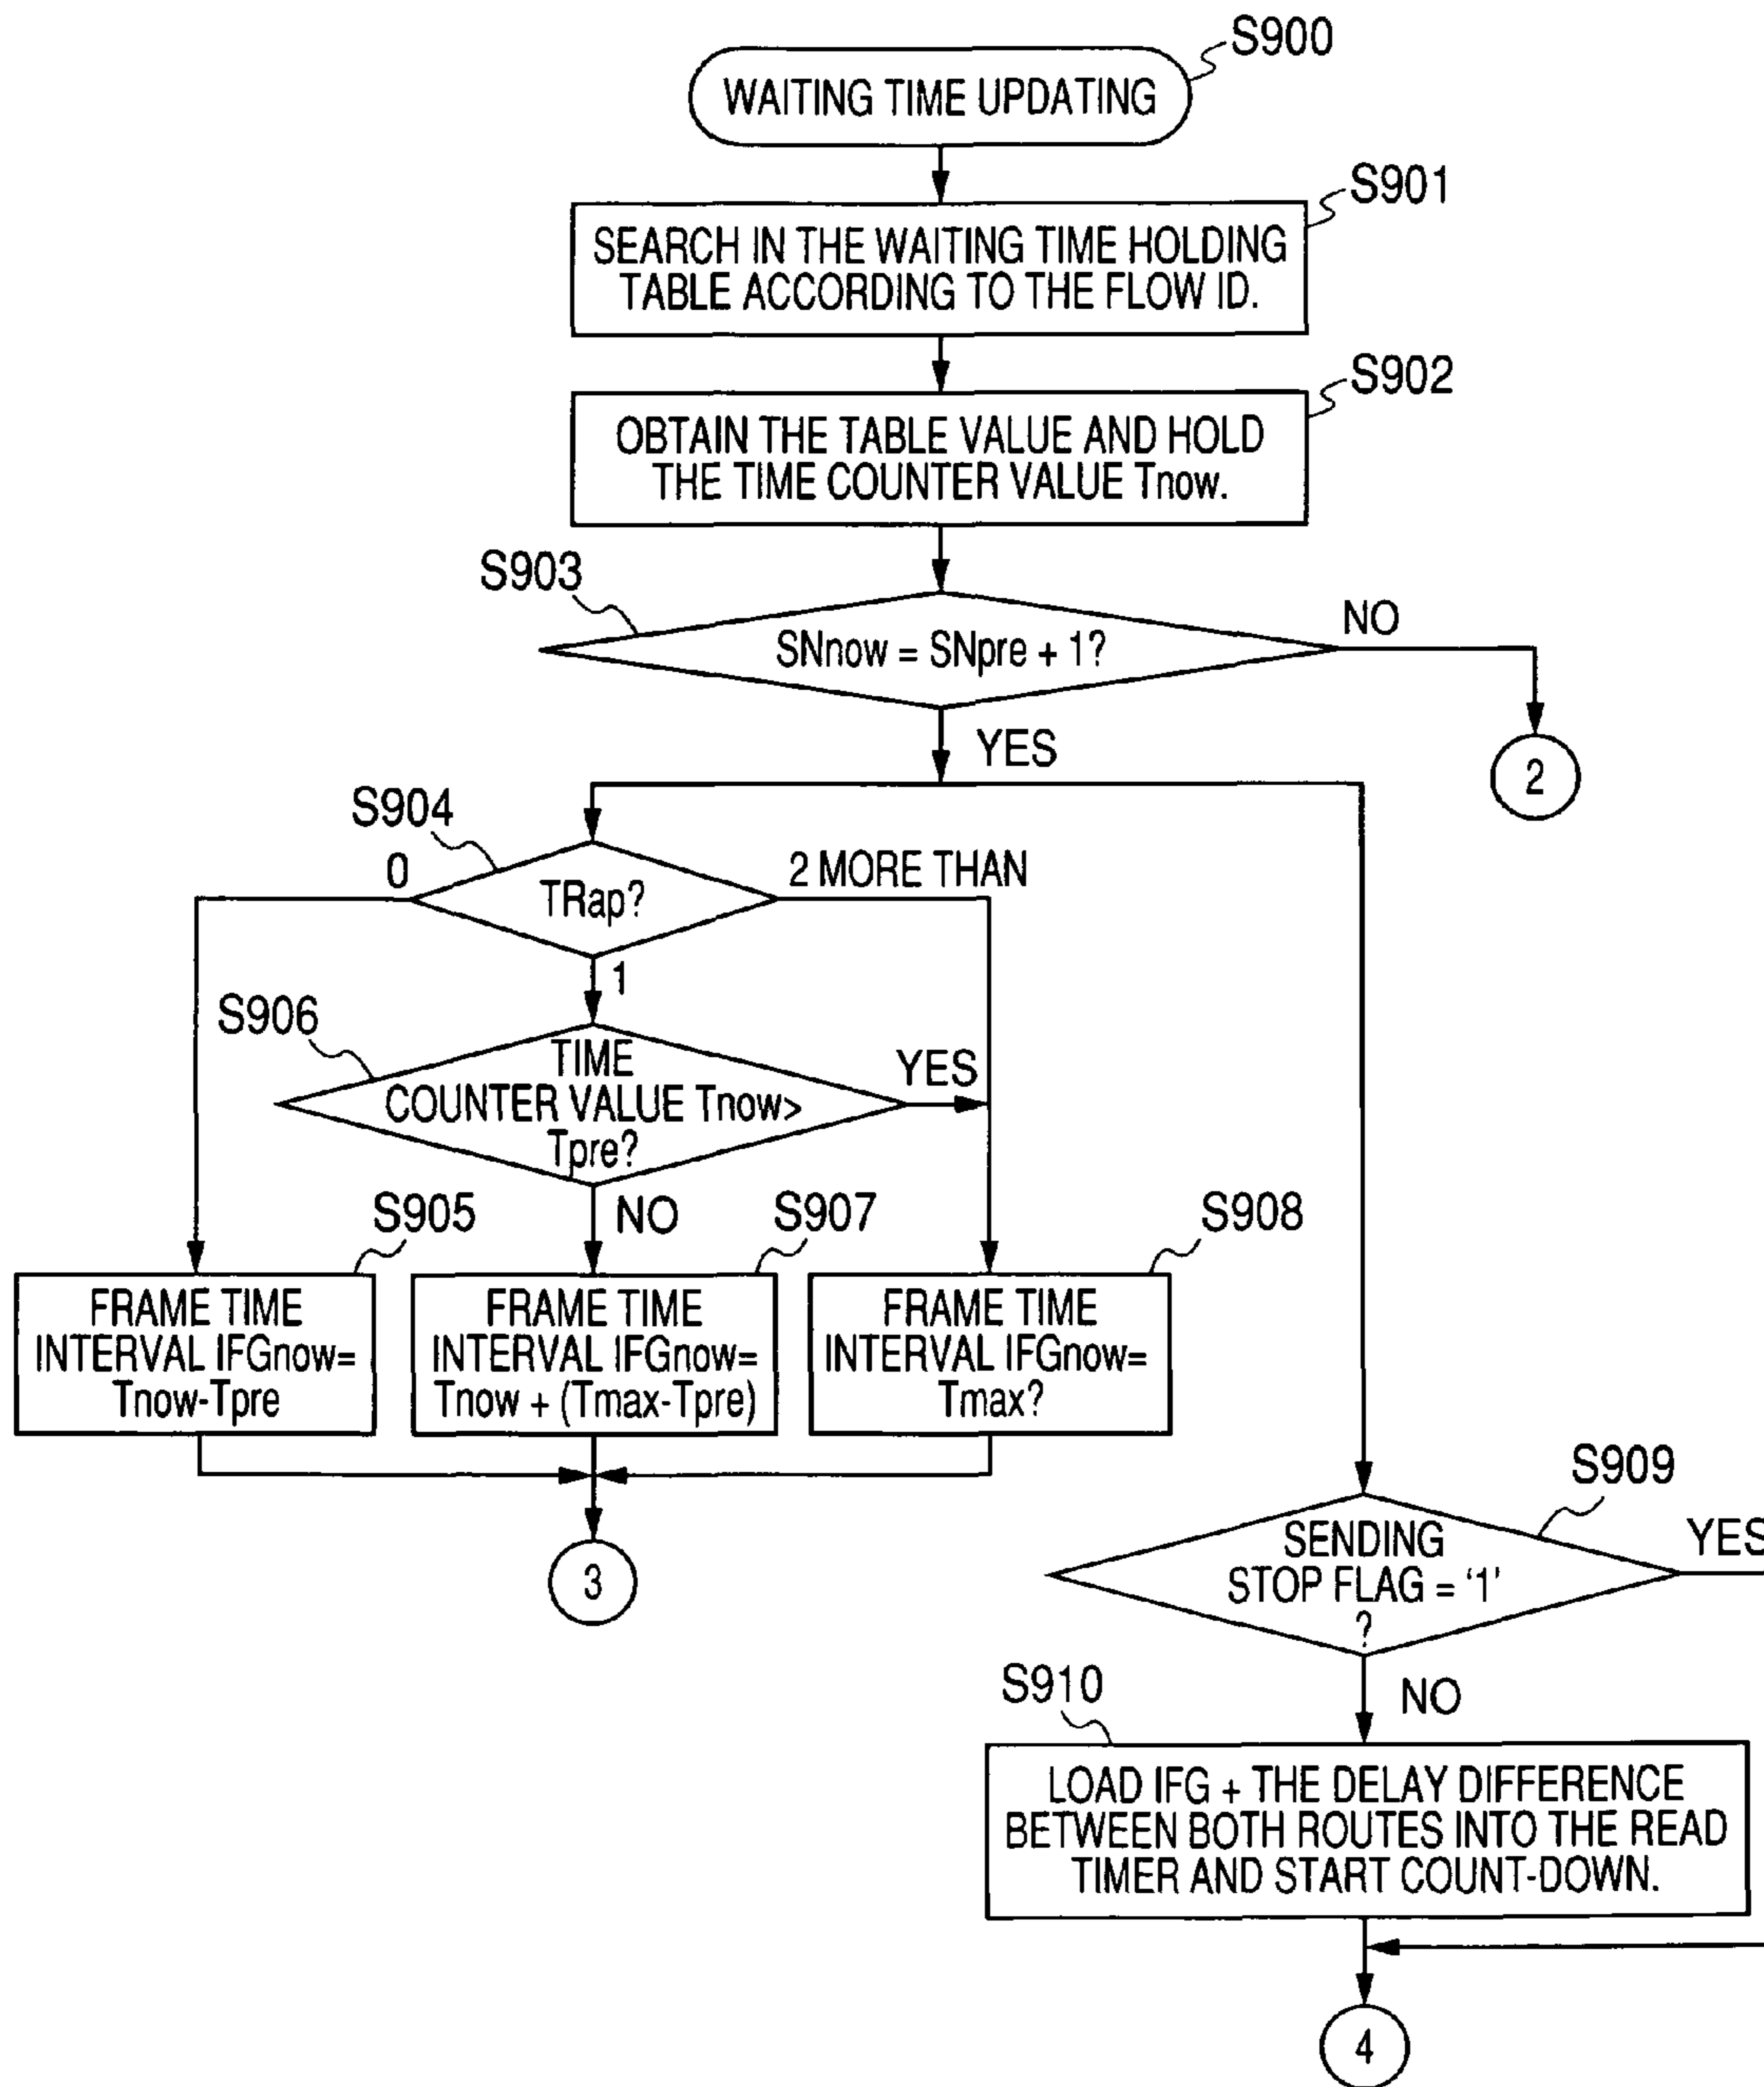 S900
WAITING TIME UPDATING
S901
SEARCH IN THE WAITING TIME HOLDING
TABLE ACCORDING TO THE FLOW ID.
S902
OBTAIN THE TABLE VALUE AND HOLD
THE TIME COUNTER VALUE Tnow.
S903
SNnow = SNpre + 1?
NO
2
YES
S904
0
TRap?
2 MORE THAN
1
S906
TIME
COUNTER VALUE Tnow>
Tpre?
YES
NO
S905
FRAME TIME
INTERVAL IFGnow=
Tnow-Tpre
S907
FRAME TIME
INTERVAL IFGnow=
Tnow + (Tmax-Tpre)
S908
FRAME TIME
INTERVAL IFGnow=
Tmax?
3
S909
SENDING
STOP FLAG = ‘1’
?
YES
NO
S910
LOAD IFG + THE DELAY DIFFERENCE
BETWEEN BOTH ROUTES INTO THE READ
TIMER AND START COUNT-DOWN.
4